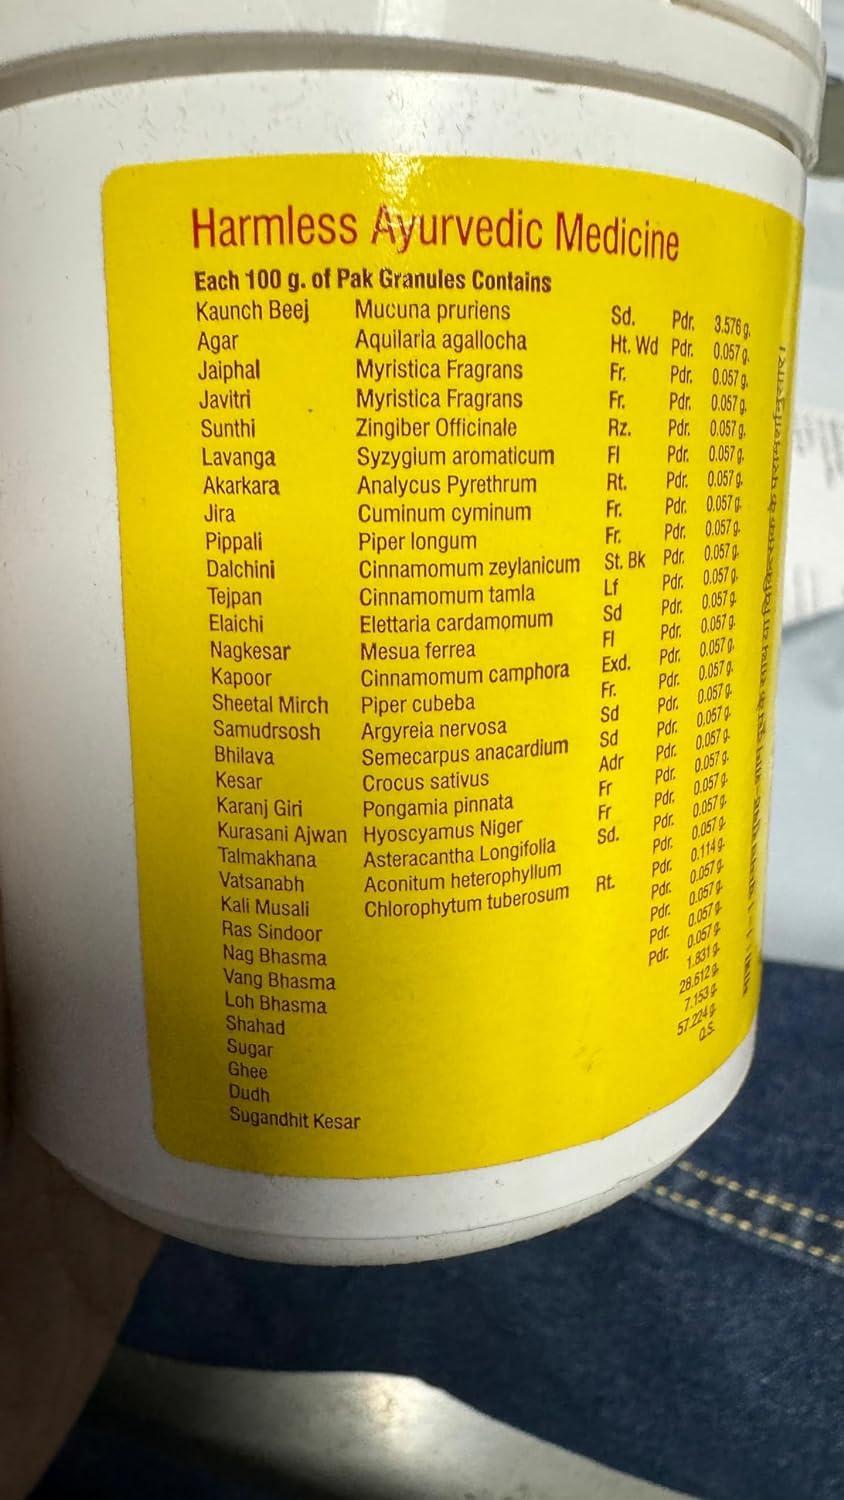 Harmless Ayurvedic Medicine
Each 100 g. of Pak Granules Contains
Kaunch Beej Mucuna pruriens Sd. Pdr. 3.576 g.
Agar Aquilaria agallocha Ht. Wd Pdr. 0.057 g.
Jaiphal Myristica Fragrans Fr. Pdr. 0.057 g.
Javitri Myristica Fragrans Fr. Pdr. 0.057 g.
Sunthi Zingiber Officinale Rz. Pdr. 0.057 g.
Lavanga Syzygium aromaticum Fl Pdr. 0.057 g.
Akarkara Analycus Pyrethrum Rt. Pdr. 0.057 g.
Jira Cuminum cyminum Fr. Pdr. 0.057 g.
Pippali Piper longum Fr. Pdr. 0.057 g.
Dalchini Cinnamomum zeylanicum St. Bk Pdr. 0.057 g.
Tejpan Cinnamomum tamla Lf Pdr. 0.057 g.
Elaichi Elettaria cardamomum Sd Pdr. 0.057 g.
Nagkesar Mesua ferrea Fl Pdr. 0.057 g.
Kapoor Cinnamomum camphora Exd. Pdr. 0.057 g.
Sheetal Mirch Piper cubeba Fr. Pdr. 0.057 g.
Samudrsosh Argyreia nervosa Sd Pdr. 0.057 g.
Bhilava Semecarpus anacardium Sd Pdr. 0.057 g.
Kesar Crocus sativus Adr Pdr. 0.057 g.
Karanj Giri Pongamia pinnata Fr Pdr. 0.057 g.
Kurasani Ajwan Hyoscyamus Niger Fr Pdr. 0.057 g.
Talmakhana Asteracantha Longifolia Sd. Pdr. 0.057 g.
Vatsanabh Aconitum heterophyllum Pdr. 0.057 g.
Kali Musali Chlorophytum tuberosum Rt. Pdr. 0.114 g.
Ras Sindoor Pdr. 0.057 g.
Nag Bhasma Pdr. 0.057 g.
Vang Bhasma Pdr. 0.057 g.
Loh Bhasma Pdr. 0.057 g.
Shahad 1.831 g.
Sugar 28.612 g.
Ghee 7.153 g.
Dudh 57.224 g.
Sugandhit Kesar Q.S.